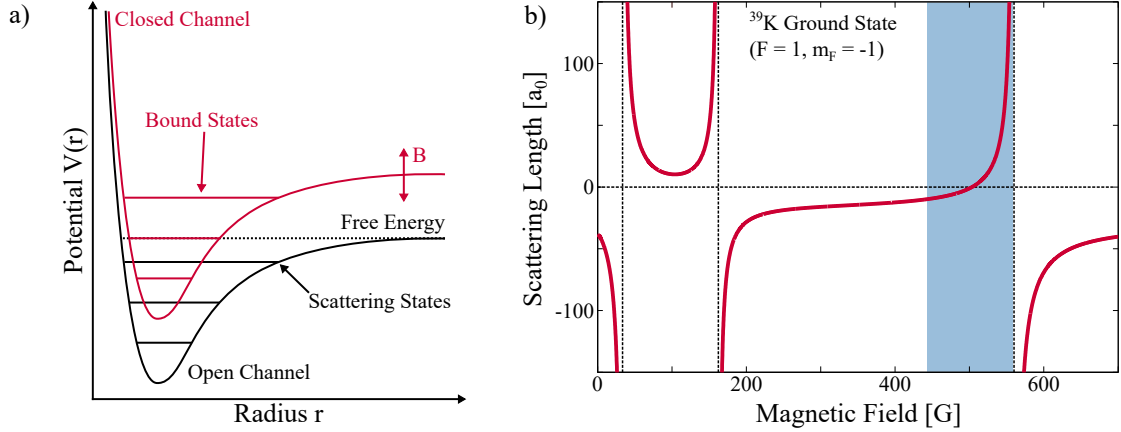 a)
Closed Channel
Bound States
B
Free Energy
Scattering States
Open Channel
Potential V(r)
Radius r
b)
³⁹K Ground State
(F = 1, m_F = -1)
Scattering Length [a₀]
100
0
-100
0
200
400
600
Magnetic Field [G]